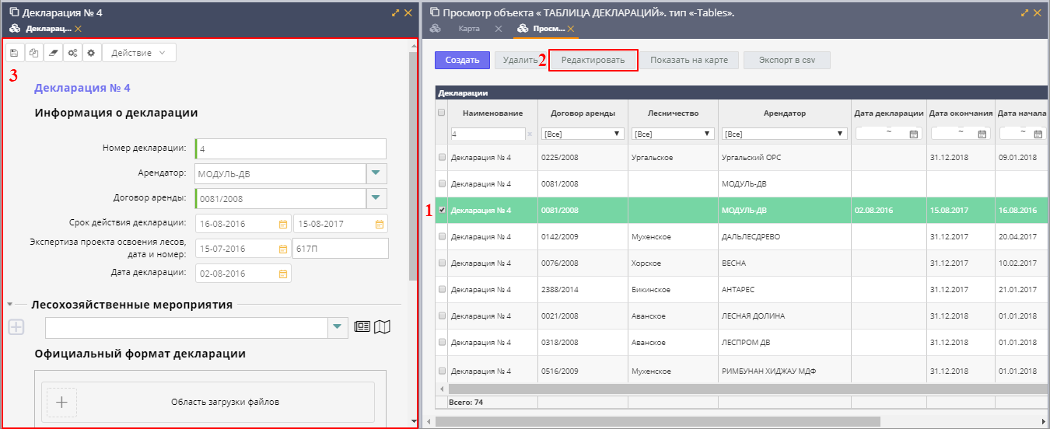 Декларация № 4
Декларац...
Действие
3
Декларация № 4
Информация о декларации
Номер декларации: 4
Арендатор: МОДУЛЬ-ДВ
Договор аренды: 0081/2008
Срок действия декларации: 16-08-2016 15-08-2017
Экспертиза проекта освоения лесов,
дата и номер: 15-07-2016 617П
Дата декларации: 02-08-2016
Лесохозяйственные мероприятия
Официальный формат декларации
Область загрузки файлов
Просмотр объекта « ТАБЛИЦА ДЕКЛАРАЦИЙ». тип «-Tables».
Карта Просм...
Создать Удалить 2 Редактировать Показать на карте Экспорт в csv
Декларации
Наименование Договор аренды Лесничество Арендатор Дата декларации Дата окончания Дата начала
4 = [Все] [Все] [Все] ~ ~ ~
Декларация № 4 0225/2008 Ургальское Ургальский ОРС 31.12.2018 09.01.2018
Декларация № 4 0081/2008 МОДУЛЬ-ДВ
1 Декларация № 4 0081/2008 МОДУЛЬ-ДВ 02.08.2016 15.08.2017 16.08.2016
Декларация № 4 0142/2009 Мухенское ДАЛЬЛЕСДРЕВО 31.12.2017 20.04.2017
Декларация № 4 0076/2008 Хорское ВЕСНА 31.12.2017 10.02.2017
Декларация № 4 2388/2014 Бикинское АНТАРЕС 31.12.2017 21.01.2017
Декларация № 4 0021/2008 Аванское ЛЕСНАЯ ДОЛИНА 31.12.2018 01.01.2018
Декларация № 4 0318/2008 Аванское ЛЕСПРОМ ДВ 31.12.2018 01.01.2018
Декларация № 4 0516/2009 Мухенское РИМБУНАН ХИДЖАУ МДФ 31.12.2018 01.01.2018
Всего: 74